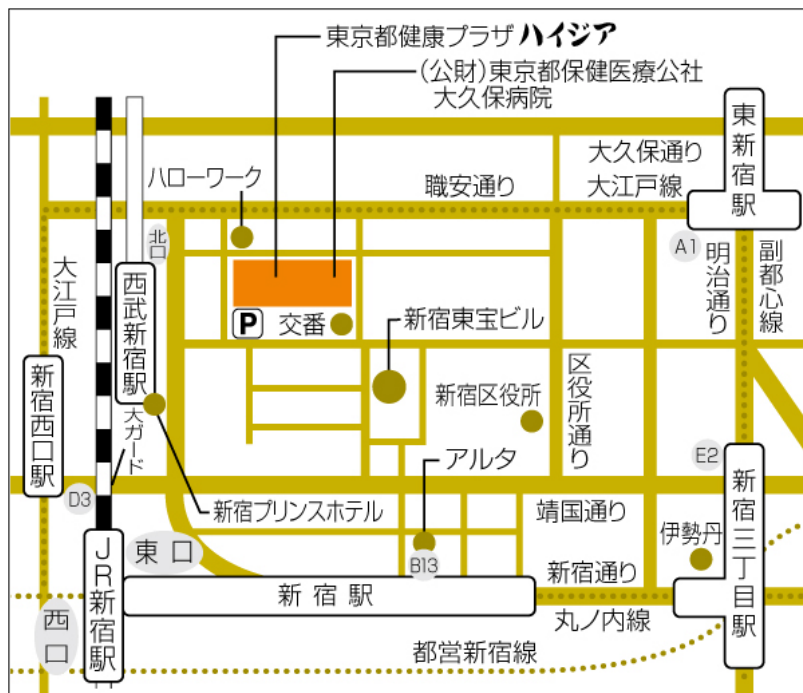 東京都健康プラザ ハイジア
(公財)東京都保健医療公社
大久保病院
東新宿駅
大久保通り
ハローワーク
職安通り
大江戸線
北口
A1
明治通り
副都心線
大江戸線
西武新宿駅
P
交番
新宿東宝ビル
新宿西口駅
新宿区役所
区役所通り
大ガード
アルタ
E2
D3
新宿プリンスホテル
靖国通り
新宿三丁目駅
伊勢丹
東口
B13
新宿通り
JR新宿駅
新宿駅
丸ノ内線
西口
都営新宿線